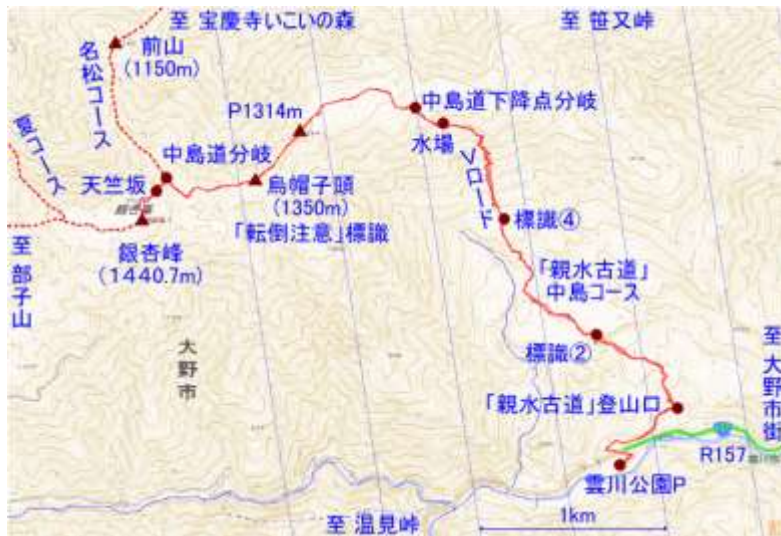 至 宝慶寺いこいの森
至 笹又峠
前山
(1150m)
名松コース
P1314m
中島道下降点分岐
水場
夏コース
中島道分岐
Vロード
天竺坂
烏帽子頭
(1350m)
「転倒注意」標識
標識④
銀杏峰
(1440.7m)
至 部子山
「親水古道」
中島コース
大野市
標識②
至 大野市街
「親水古道」登山口
R157
雲川公園P
至 温見峠
1km